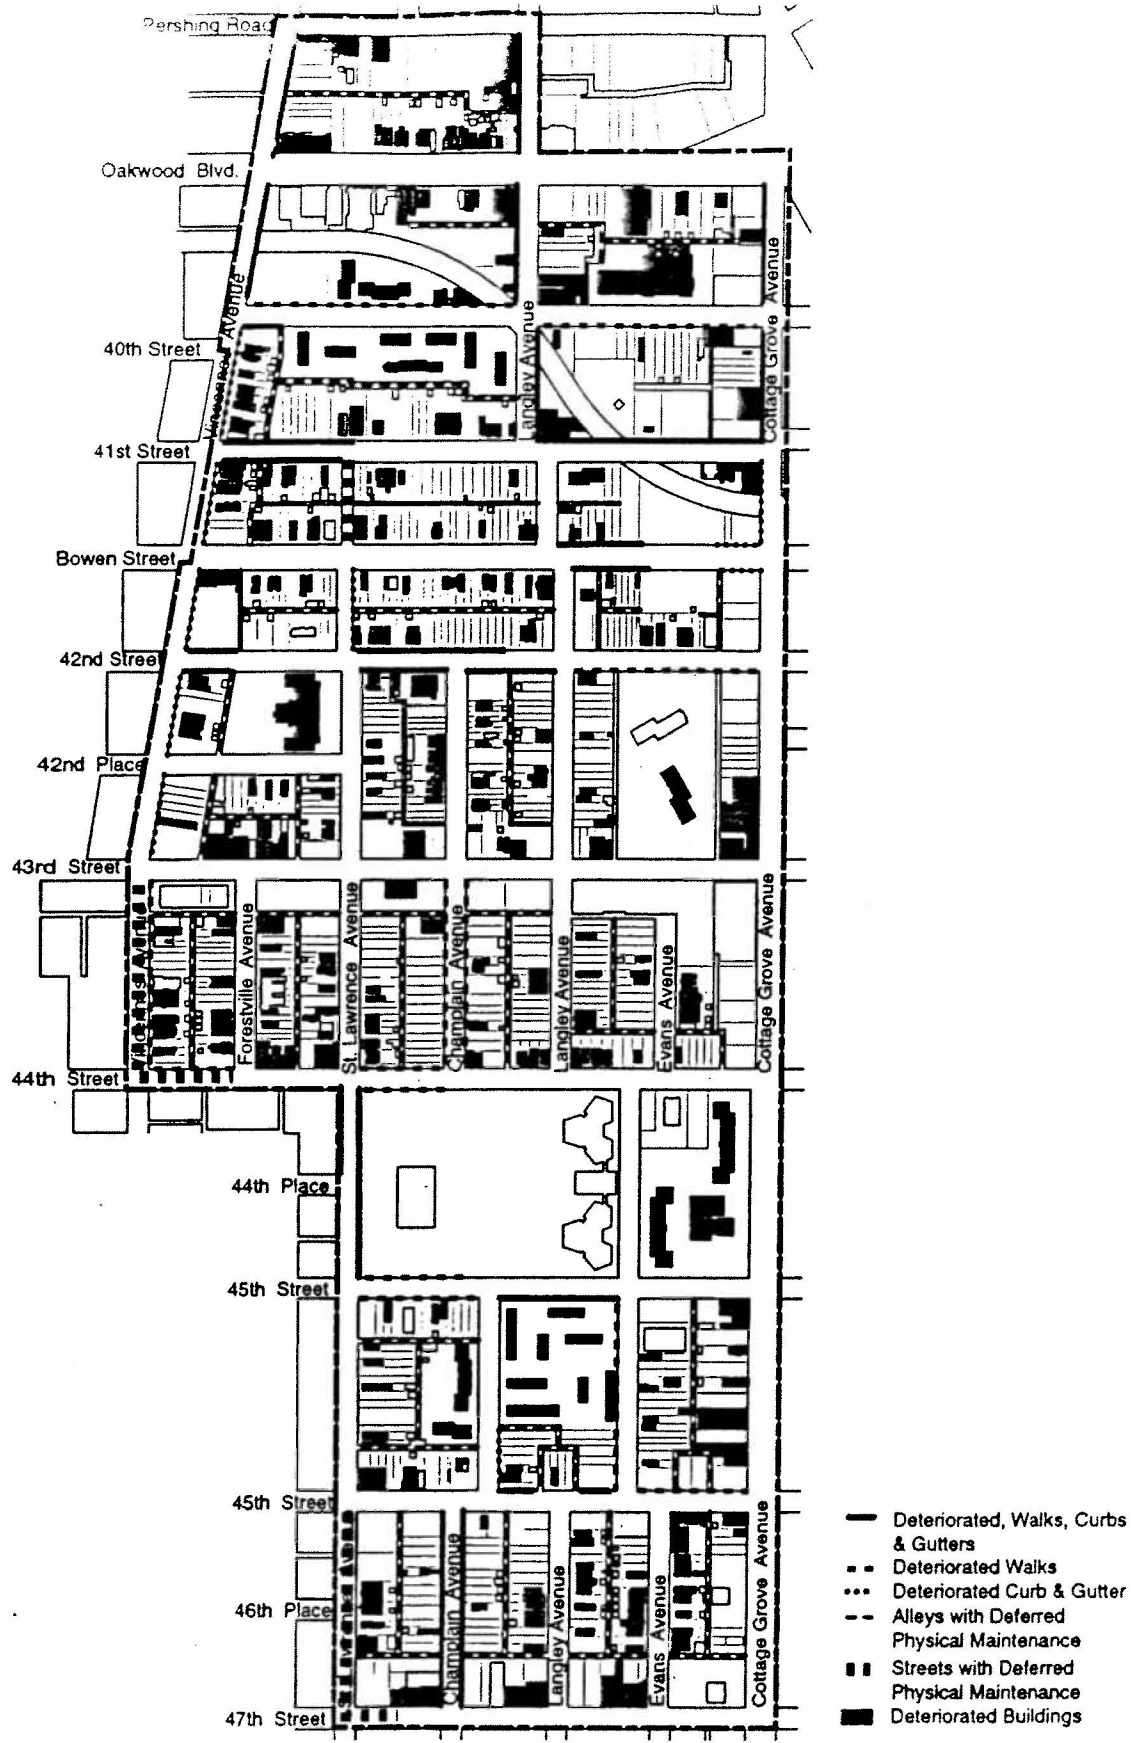 Pershing Road
Oakwood Blvd.
Avenue
Cottage Grove Avenue
Langley Avenue
40th Street
Vincennes
41st Street
Bowen Street
42nd Street
42nd Place
43rd Street
Vincennes Avenue
Forestville Avenue
St. Lawrence Avenue
Champlain Avenue
Langley Avenue
Evans Avenue
Cottage Grove Avenue
44th Street
44th Place
45th Street
45th Street
Champlain Avenue
Langley Avenue
Evans Avenue
Cottage Grove Avenue
46th Place
47th Street
Deteriorated, Walks, Curbs
& Gutters
Deteriorated Walks
Deteriorated Curb & Gutter
Alleys with Deferred
Physical Maintenance
Streets with Deferred
Physical Maintenance
Deteriorated Buildings